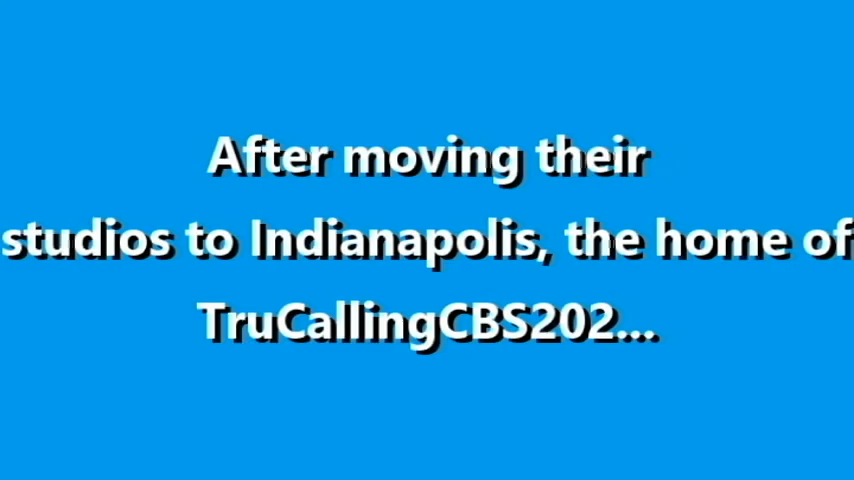 After moving their
studios to Indianapolis, the home of
TruCallingCBS202...